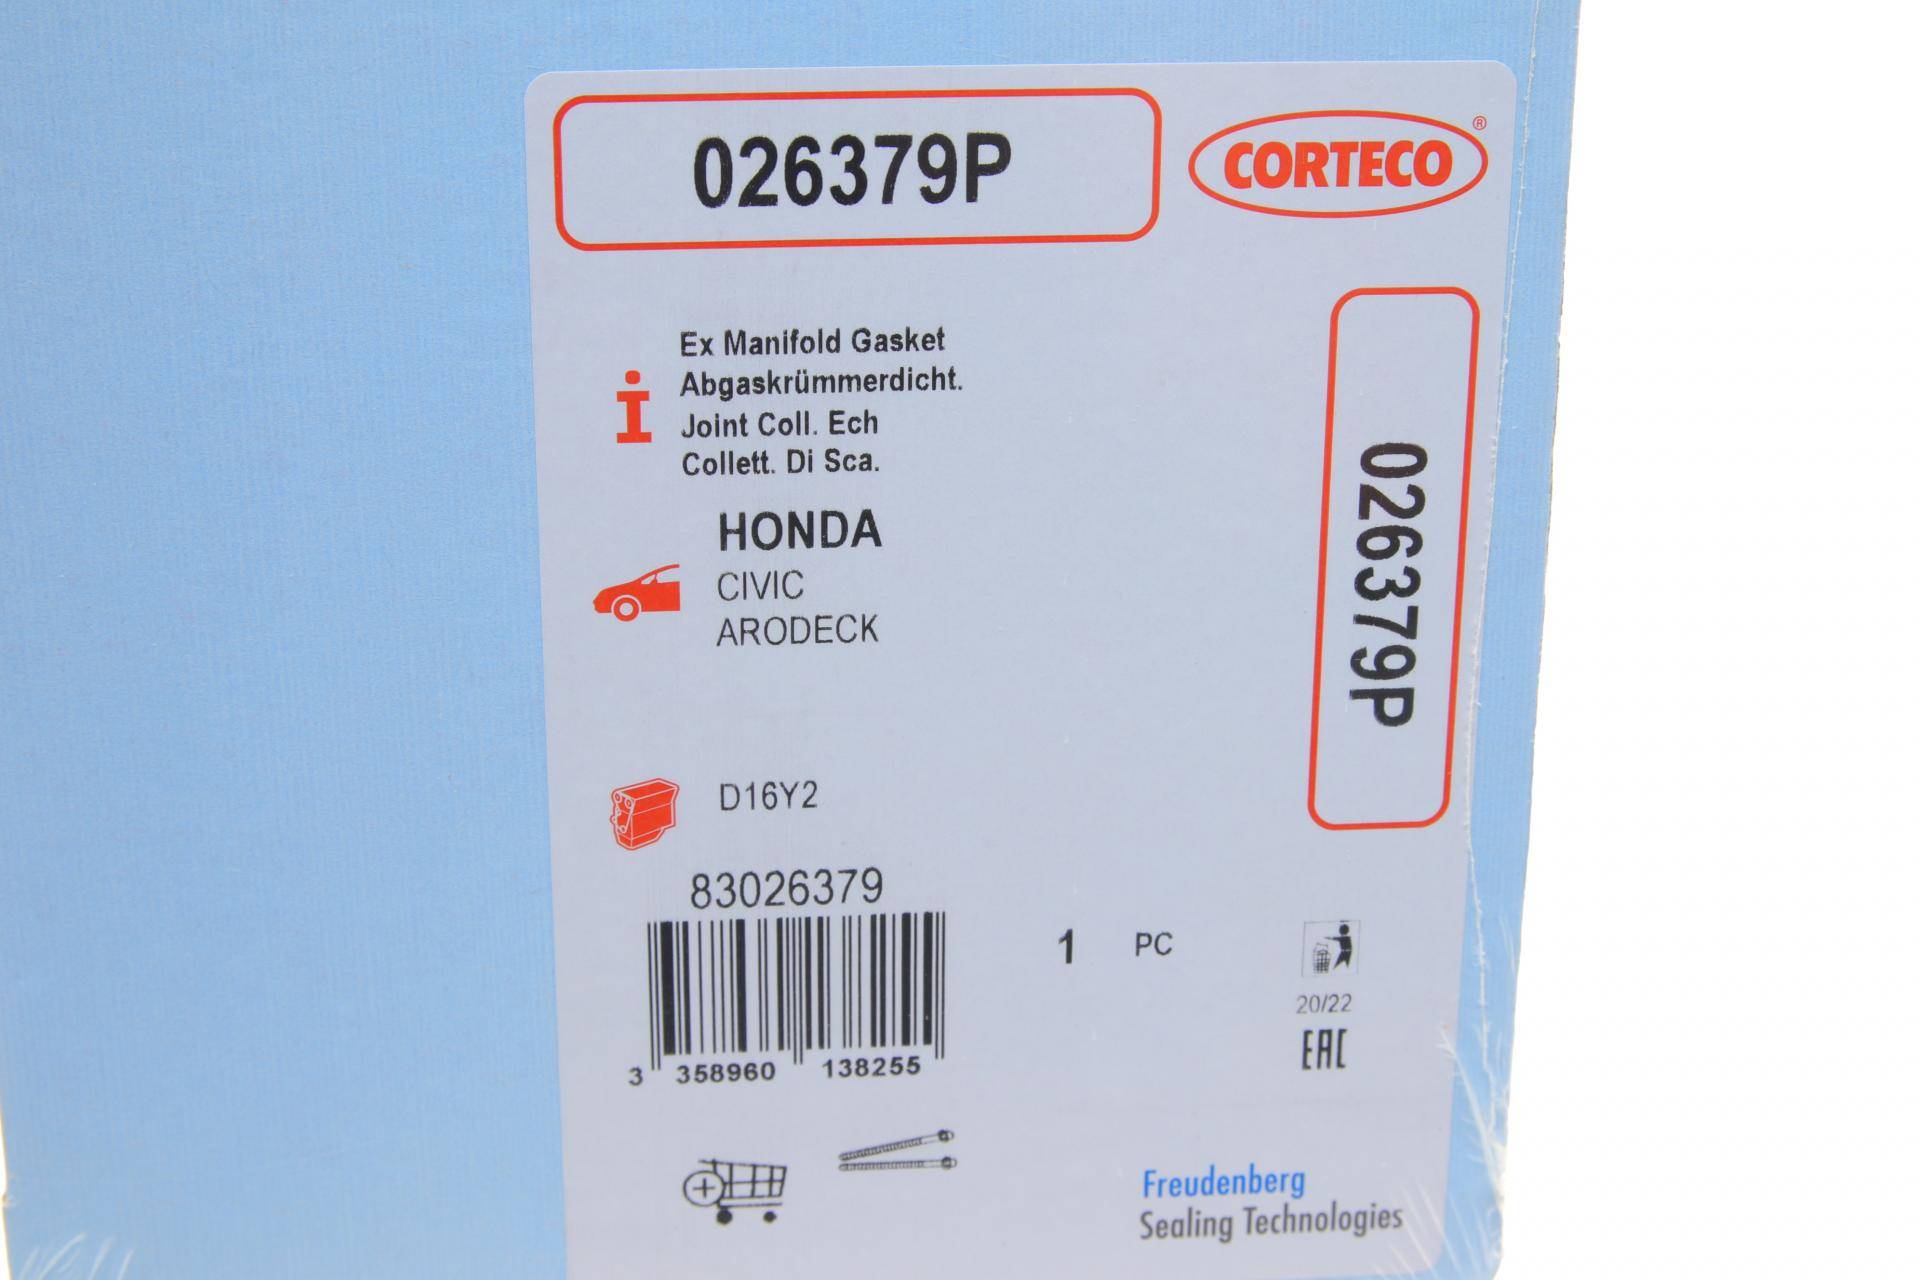 026379P
CORTECO®
Ex Manifold Gasket
Abgaskrümmerdicht.
Joint Coll. Ech
Collett. Di Sca.
HONDA
CIVIC
ARODECK
026379P
D16Y2
83026379
3 358960 138255
1 PC
20/22
EAC
Freudenberg
Sealing Technologies